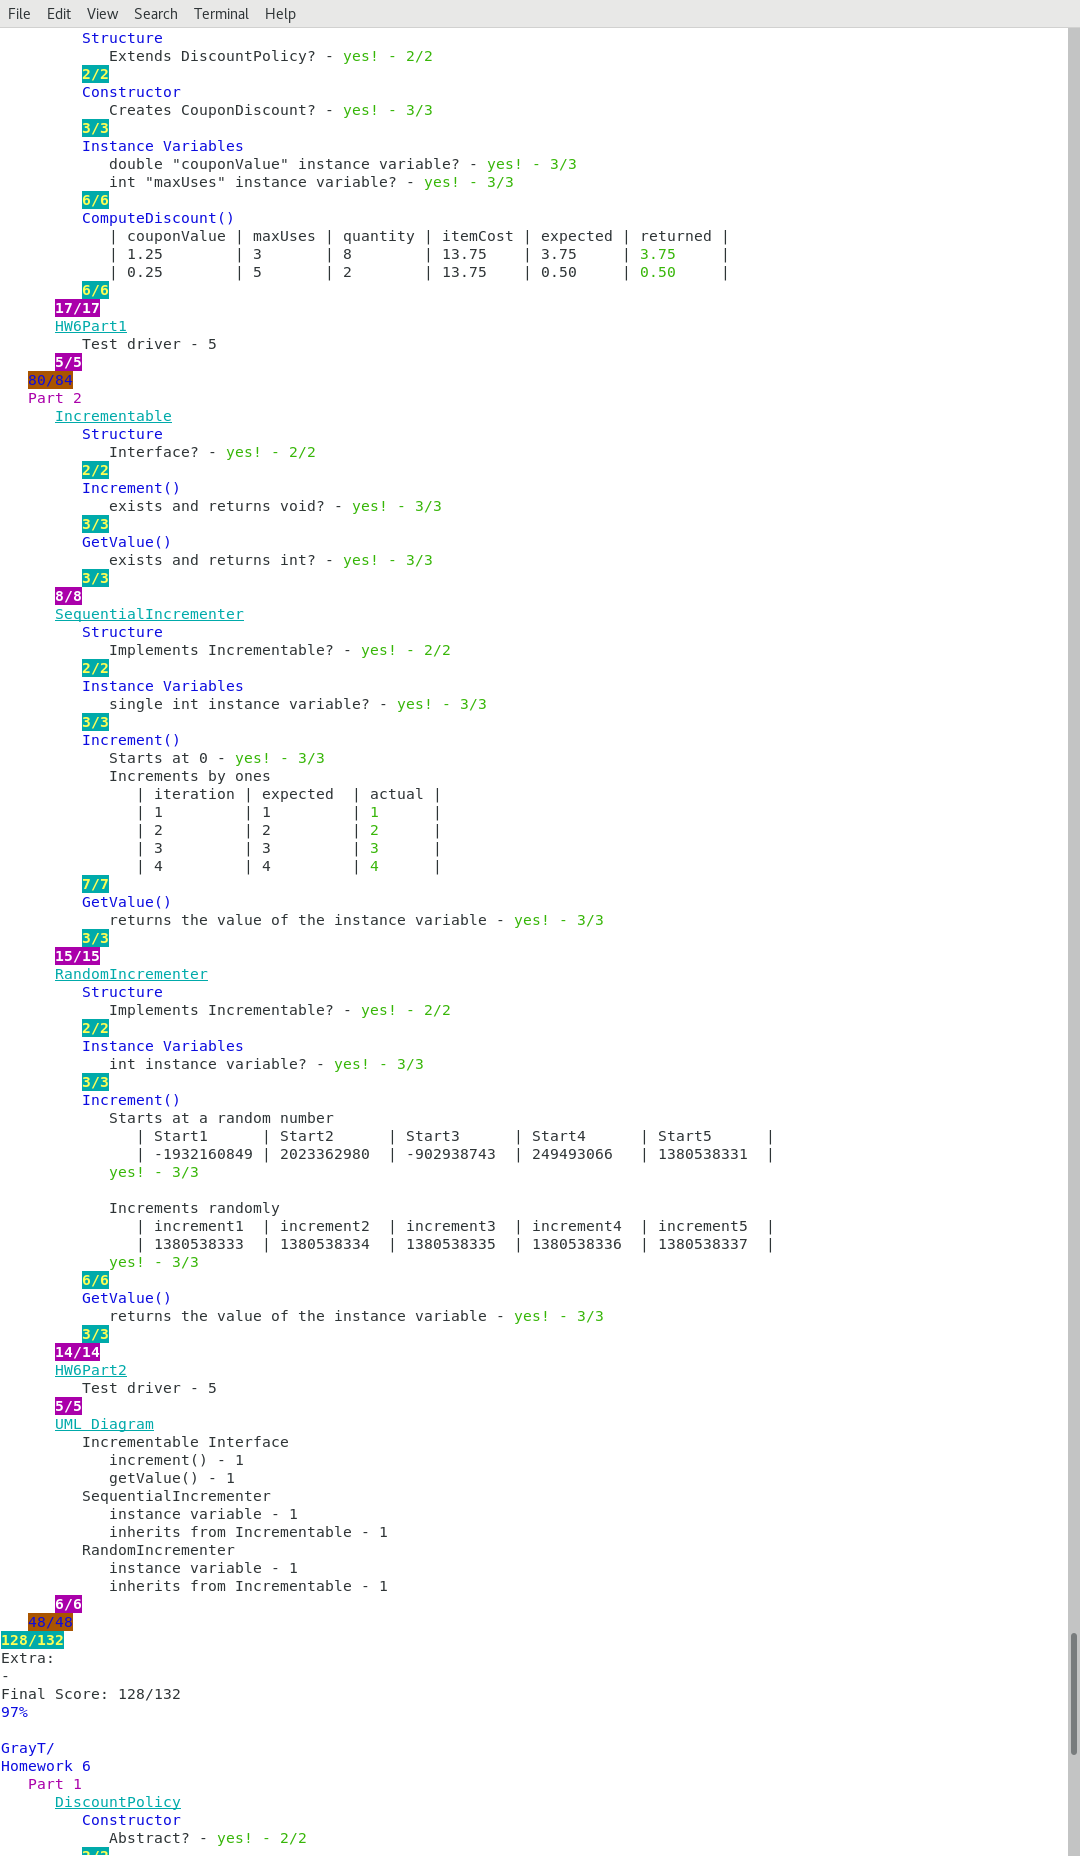 File Edit View Search Terminal Help
Structure
Extends DiscountPolicy? - yes! - 2/2
2/2
Constructor
Creates CouponDiscount? - yes! - 3/3
3/3
Instance Variables
double "couponValue" instance variable? - yes! - 3/3
int "maxUses" instance variable? - yes! - 3/3
6/6
ComputeDiscount()
| couponValue | maxUses | quantity | itemCost | expected | returned |
| 1.25 | 3 | 8 | 13.75 | 3.75 | 3.75 |
| 0.25 | 5 | 2 | 13.75 | 0.50 | 0.50 |
6/6
17/17
HW6Part1
Test driver - 5
5/5
80/84
Part 2
Incrementable
Structure
Interface? - yes! - 2/2
2/2
Increment()
exists and returns void? - yes! - 3/3
3/3
GetValue()
exists and returns int? - yes! - 3/3
3/3
8/8
SequentialIncrementer
Structure
Implements Incrementable? - yes! - 2/2
2/2
Instance Variables
single int instance variable? - yes! - 3/3
3/3
Increment()
Starts at 0 - yes! - 3/3
Increments by ones
| iteration | expected | actual |
| 1 | 1 | 1 |
| 2 | 2 | 2 |
| 3 | 3 | 3 |
| 4 | 4 | 4 |
7/7
GetValue()
returns the value of the instance variable - yes! - 3/3
3/3
15/15
RandomIncrementer
Structure
Implements Incrementable? - yes! - 2/2
2/2
Instance Variables
int instance variable? - yes! - 3/3
3/3
Increment()
Starts at a random number
| Start1 | Start2 | Start3 | Start4 | Start5 |
| -1932160849 | 2023362980 | -902938743 | 249493066 | 1380538331 |
yes! - 3/3
Increments randomly
| increment1 | increment2 | increment3 | increment4 | increment5 |
| 1380538333 | 1380538334 | 1380538335 | 1380538336 | 1380538337 |
yes! - 3/3
6/6
GetValue()
returns the value of the instance variable - yes! - 3/3
3/3
14/14
HW6Part2
Test driver - 5
5/5
UML Diagram
Incrementable Interface
increment() - 1
getValue() - 1
SequentialIncrementer
instance variable - 1
inherits from Incrementable - 1
RandomIncrementer
instance variable - 1
inherits from Incrementable - 1
6/6
48/48
128/132
Extra:
-
Final Score: 128/132
97%
GrayT/
Homework 6
Part 1
DiscountPolicy
Constructor
Abstract? - yes! - 2/2
2/2